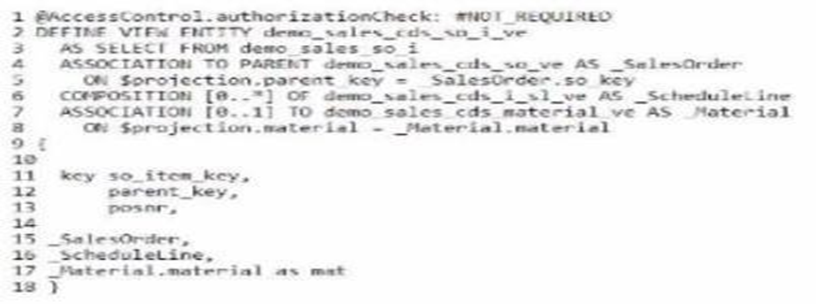 1 @AccessControl.authorizationCheck: #NOT_REQUIRED
2 DEFINE VIEW ENTITY demo_sales_cds_so_i_ve
3 AS SELECT FROM demo_sales_so_i
4 ASSOCIATION TO PARENT demo_sales_cds_so_ve AS _SalesOrder
5 ON $projection.parent_key = _SalesOrder.so_key
6 COMPOSITION [0..*] OF demo_sales_cds_i_sl_ve AS _ScheduleLine
7 ASSOCIATION [0..1] TO demo_sales_cds_material_ve AS _Material
8 ON $projection.material = _Material.material
9 {
10
11 key so_item_key,
12 parent_key,
13 posnr,
14
15 _SalesOrder,
16 _ScheduleLine,
17 _Material.material as mat
18 }